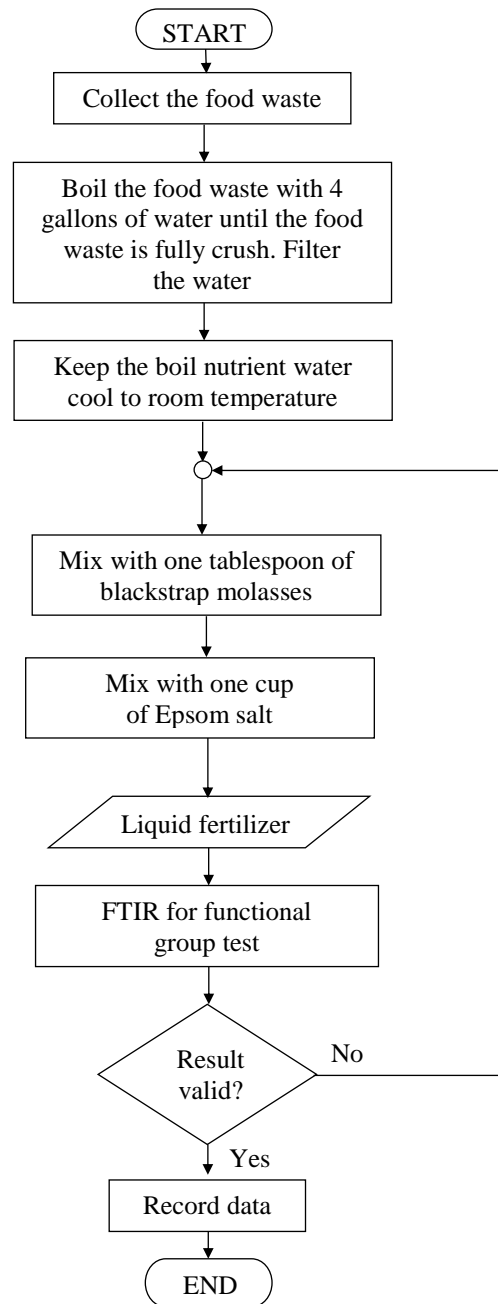 START
Collect the food waste
Boil the food waste with 4
gallons of water until the food
waste is fully crush. Filter
the water
Keep the boil nutrient water
cool to room temperature
Mix with one tablespoon of
blackstrap molasses
Mix with one cup
of Epsom salt
Liquid fertilizer
FTIR for functional
group test
Result
valid?
No
Yes
Record data
END